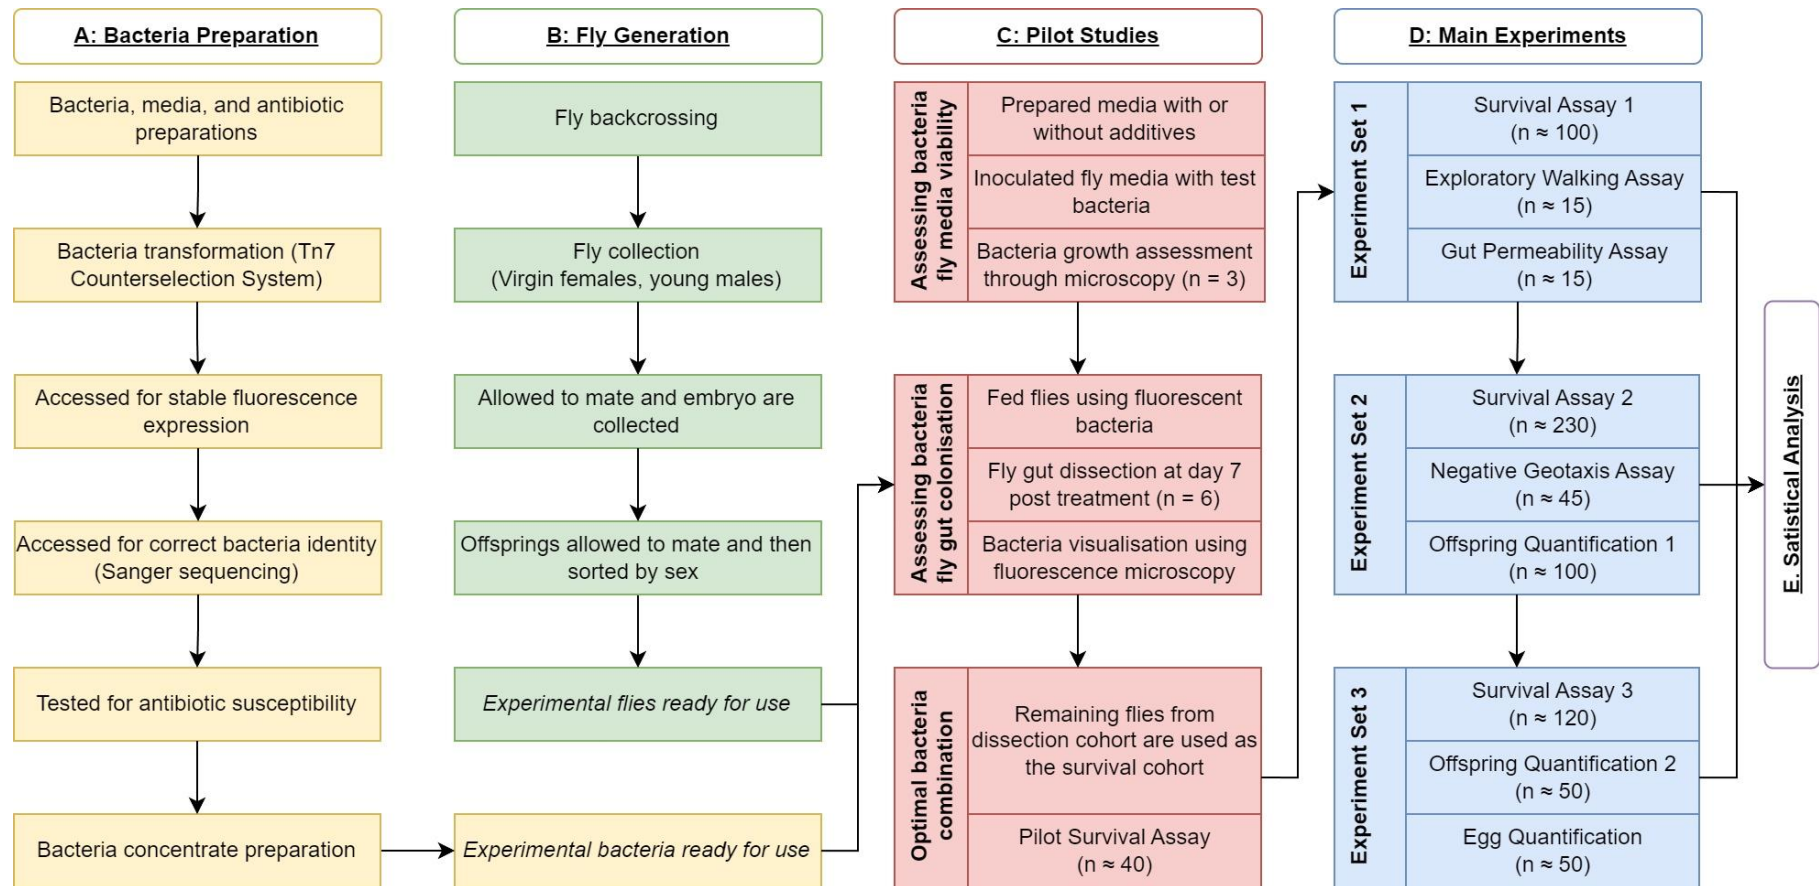 A: Bacteria Preparation
Bacteria, media, and antibiotic
preparations
Bacteria transformation (Tn7
Counterselection System)
Accessed for stable fluorescence
expression
Accessed for correct bacteria identity
(Sanger sequencing)
Tested for antibiotic susceptibility
Bacteria concentrate preparation
B: Fly Generation
Fly backcrossing
Fly collection
(Virgin females, young males)
Allowed to mate and embryo are
collected
Offsprings allowed to mate and then
sorted by sex
Experimental flies ready for use
Experimental bacteria ready for use
C: Pilot Studies
Assessing bacteria
fly media viability
Prepared media with or
without additives
Inoculated fly media with test
bacteria
Bacteria growth assessment
through microscopy (n = 3)
Assessing bacteria
fly gut colonisation
Fed flies using fluorescent
bacteria
Fly gut dissection at day 7
post treatment (n = 6)
Bacteria visualisation using
fluorescence microscopy
Optimal bacteria
combination
Remaining flies from
dissection cohort are used as
the survival cohort
Pilot Survival Assay
(n ≈ 40)
D: Main Experiments
Experiment Set 1
Survival Assay 1
(n ≈ 100)
Exploratory Walking Assay
(n ≈ 15)
Gut Permeability Assay
(n ≈ 15)
Experiment Set 2
Survival Assay 2
(n ≈ 230)
Negative Geotaxis Assay
(n ≈ 45)
Offspring Quantification 1
(n ≈ 100)
Experiment Set 3
Survival Assay 3
(n ≈ 120)
Offspring Quantification 2
(n ≈ 50)
Egg Quantification
(n ≈ 50)
E. Satistical Analysis